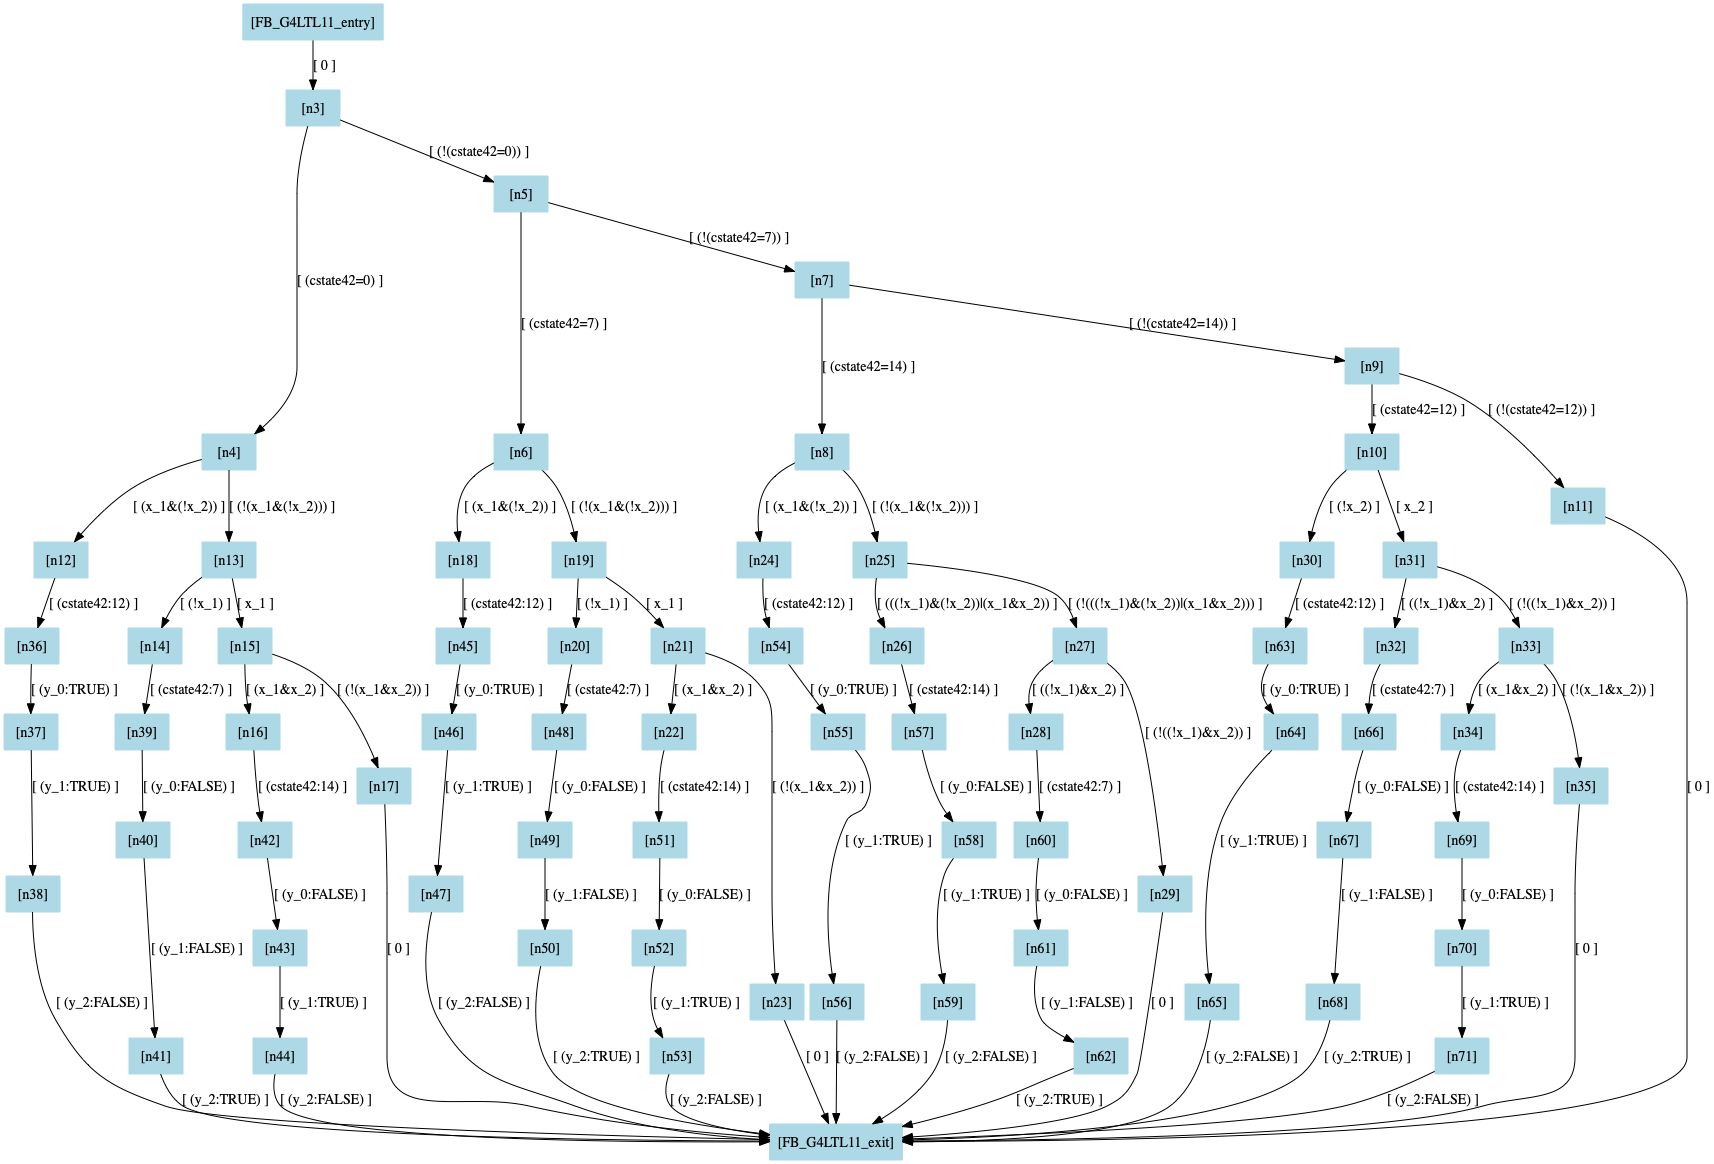 [FB_G4LTL11_entry]
[ 0 ]
[n3]
[ (!(cstate42=0)) ]
[n5]
[ (!(cstate42=7)) ]
[n7]
[ (cstate42=0) ]
[ (cstate42=7) ]
[ (!(cstate42=14)) ]
[ (cstate42=14) ]
[n9]
[ (cstate42=12) ] [ (!(cstate42=12)) ]
[n4] [n6] [n8] [n10]
[ (x_1&(!x_2)) ] [ (!(x_1&(!x_2))) ] [ (x_1&(!x_2)) ] [ (!(x_1&(!x_2))) ] [ (x_1&(!x_2)) ] [ (!(x_1&(!x_2))) ] [ (!x_2) ] [ x_2 ] [n11]
[n12] [n13] [n18] [n19] [n24] [n25] [n30] [n31]
[ (cstate42:12) ] [ (!x_1) ] [ x_1 ] [ (cstate42:12) ] [ (!x_1) ] [ x_1 ] [ (cstate42:12) ] [ (((!x_1)&(!x_2))|(x_1&x_2)) ] [ (!(((!x_1)&(!x_2))|(x_1&x_2))) ] [ (cstate42:12) ] [ ((!x_1)&x_2) ] [ (!((!x_1)&x_2)) ]
[n36] [n14] [n15] [n45] [n20] [n21] [n54] [n26] [n27] [n63] [n32] [n33]
[ (y_0:TRUE) ] [ (cstate42:7) ] [ (x_1&x_2) ] [ (!(x_1&x_2)) ] [ (y_0:TRUE) ] [ (cstate42:7) ] [ (x_1&x_2) ] [ (y_0:TRUE) ] [ (cstate42:14) ] [ ((!x_1)&x_2) ] [ (y_0:TRUE) ] [ (cstate42:7) ] [ (x_1&x_2) ] [ (!(x_1&x_2)) ]
[n37] [n39] [n16] [n46] [n48] [n22] [n55] [n57] [n28] [ (!((!x_1)&x_2)) ] [n64] [n66] [n34]
[ (y_1:TRUE) ] [ (y_0:FALSE) ] [ (cstate42:14) ] [n17] [ (y_1:TRUE) ] [ (y_0:FALSE) ] [ (cstate42:14) ] [ (!(x_1&x_2)) ] [ (y_0:FALSE) ] [ (cstate42:7) ] [ (y_0:FALSE) ] [ (cstate42:14) ] [n35] [ 0 ]
[n40] [n42] [n49] [n51] [ (y_1:TRUE) ] [n58] [n60] [ (y_1:TRUE) ] [n67] [n69]
[n38] [ (y_0:FALSE) ] [n47] [ (y_1:FALSE) ] [ (y_0:FALSE) ] [ (y_1:TRUE) ] [ (y_0:FALSE) ] [n29] [ (y_1:FALSE) ] [ (y_0:FALSE) ]
[ (y_1:FALSE) ] [n43] [ 0 ] [n50] [n52] [n61] [n70] [ 0 ]
[ (y_2:FALSE) ] [ (y_1:TRUE) ] [ (y_2:FALSE) ] [ (y_1:TRUE) ] [n23] [n56] [n59] [ (y_1:FALSE) ] [ 0 ] [n65] [n68] [ (y_1:TRUE) ]
[n41] [n44] [ (y_2:TRUE) ] [n53] [ 0 ] [ (y_2:FALSE) ] [ (y_2:FALSE) ] [n62] [ (y_2:FALSE) ] [ (y_2:TRUE) ] [n71]
[ (y_2:TRUE) ] [ (y_2:FALSE) ] [ (y_2:FALSE) ] [ (y_2:TRUE) ] [ (y_2:FALSE) ]
[FB_G4LTL11_exit]